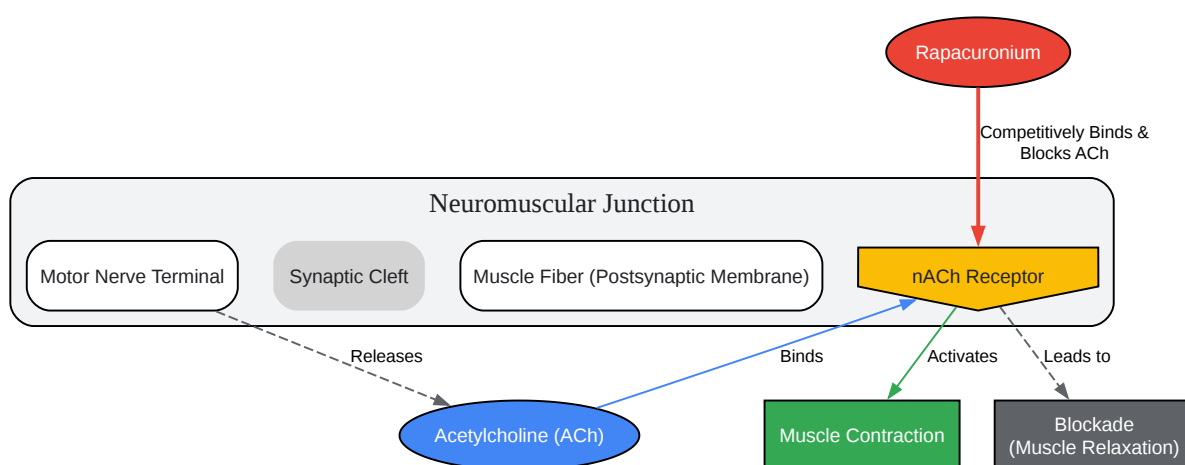 Rapacuronium
Competitively Binds &
Blocks ACh
Neuromuscular Junction
Motor Nerve Terminal
Synaptic Cleft
Muscle Fiber (Postsynaptic Membrane)
nACh Receptor
Releases
Binds
Activates
Leads to
Acetylcholine (ACh)
Muscle Contraction
Blockade
(Muscle Relaxation)